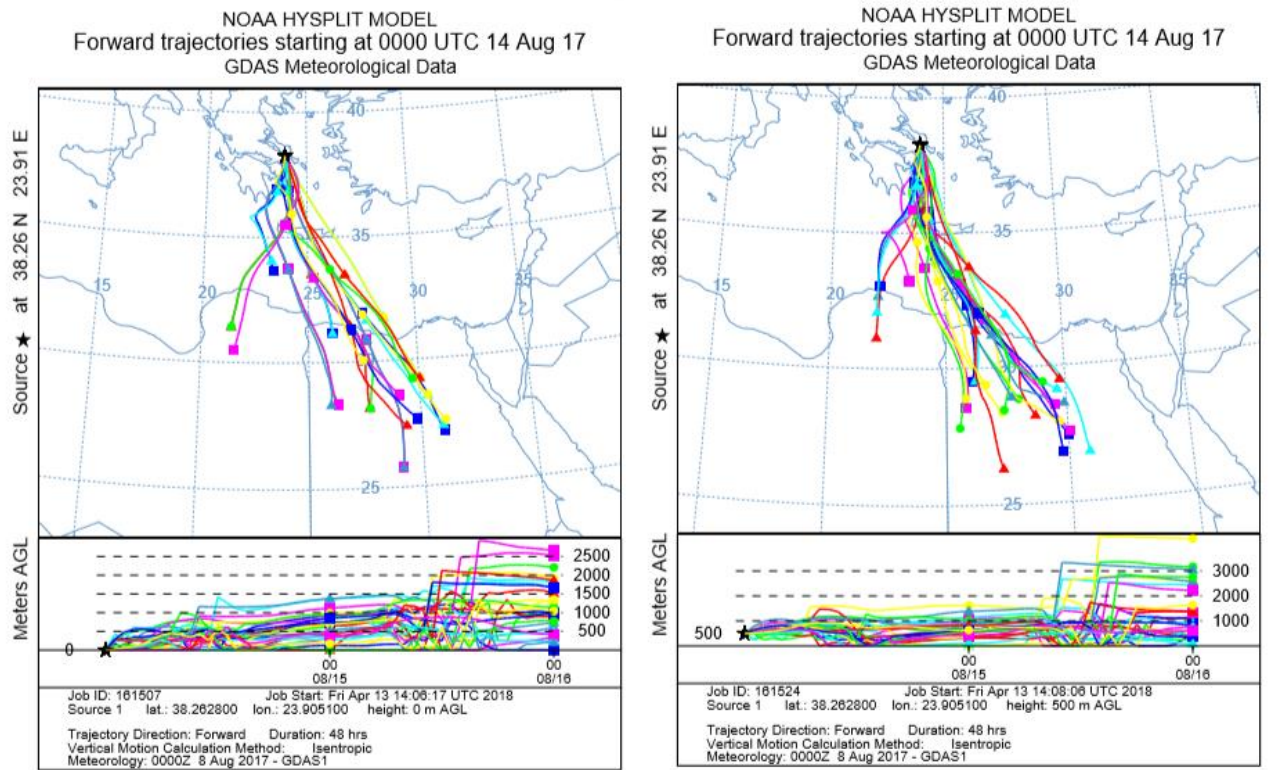 NOAA HYSPLIT MODEL
Forward trajectories starting at 0000 UTC 14 Aug 17
GDAS Meteorological Data
Source ★ at 38.26 N 23.91 E
40
35
15
20
25
30
35
25
Meters AGL
2500
2000
1500
1000
500
0
00
08/15
00
08/16
Job ID: 161507 Job Start: Fri Apr 13 14:06:17 UTC 2018
Source 1 lat.: 38.262800 lon.: 23.905100 height: 0 m AGL
Trajectory Direction: Forward Duration: 48 hrs
Vertical Motion Calculation Method: Isentropic
Meteorology: 0000Z 8 Aug 2017 - GDAS1
NOAA HYSPLIT MODEL
Forward trajectories starting at 0000 UTC 14 Aug 17
GDAS Meteorological Data
Source ★ at 38.26 N 23.91 E
40
35
15
20
25
30
35
30
25
Meters AGL
3000
2000
1000
500
00
08/15
00
08/16
Job ID: 161524 Job Start: Fri Apr 13 14:08:06 UTC 2018
Source 1 lat.: 38.262800 lon.: 23.905100 height: 500 m AGL
Trajectory Direction: Forward Duration: 48 hrs
Vertical Motion Calculation Method: Isentropic
Meteorology: 0000Z 8 Aug 2017 - GDAS1